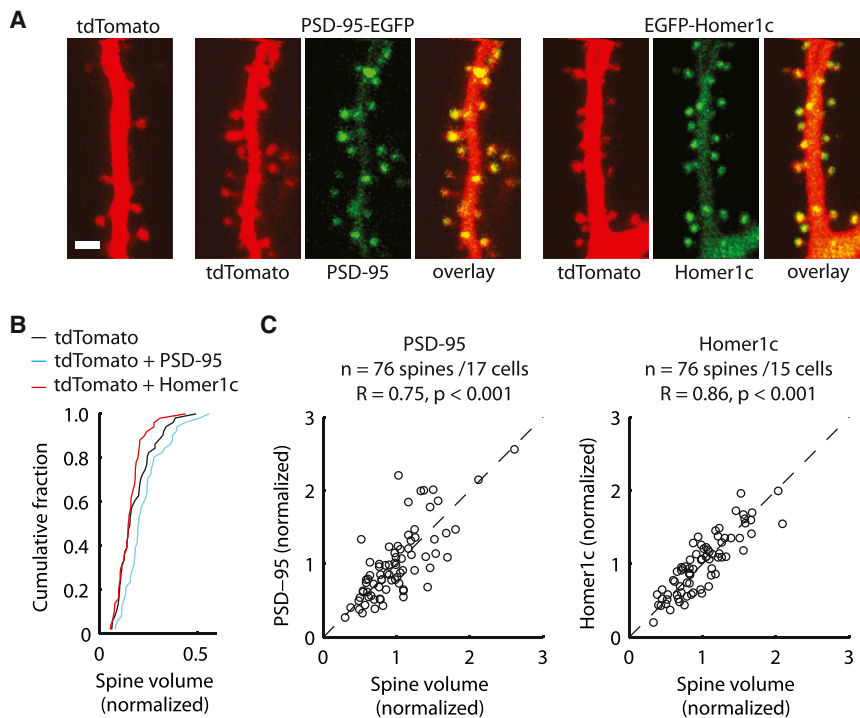 A
tdTomato
PSD-95-EGFP
EGFP-Homer1c
tdTomato
PSD-95
overlay
tdTomato
Homer1c
overlay
B
tdTomato
tdTomato + PSD-95
tdTomato + Homer1c
1.0
0.8
0.6
0.4
0.2
0
Cumulative fraction
0
0.5
Spine volume
(normalized)
C
PSD-95
n = 76 spines /17 cells
R = 0.75, p < 0.001
3
2
1
0
PSD–95 (normalized)
0
1
2
3
Spine volume
(normalized)
Homer1c
n = 76 spines /15 cells
R = 0.86, p < 0.001
3
2
1
0
Homer1c (normalized)
0
1
2
3
Spine volume
(normalized)